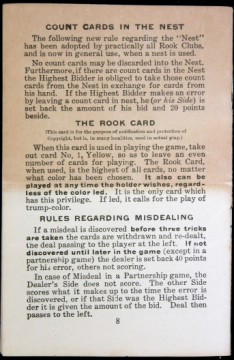 COUNT CARDS IN THE NEST
The following new rule regarding the "Nest"
has been adopted by practically all Rook Clubs,
and is now in general use, when a nest is used.
No count cards may be discarded into the Nest.
Furthermore, if there are count cards in the Nest
the Highest Bidder is obliged to take those count
cards from the Nest in exchange for cards from
his hand. If the Highest Bidder makes an error
by leaving a count card in nest, he (or his Side) is
set back the amount of his bid and 20 points
beside.
THE ROOK CARD
(This card is for the purpose of notification and protection of
Copyright, but is, in many localities, used in actual play.)
When this card is used in playing the game, take
out card No. 1, Yellow, so as to leave an even
number of cards for playing. The Rook Card,
when used, is the highest of all cards, no matter
what color has been chosen. It also can be
played at any time the holder wishes, regard-
less of the color led. It is the only card which
has this privilege. If led, it calls for the play of
trump-color.
RULES REGARDING MISDEALING
If a misdeal is discovered before three tricks
are taken the cards are withdrawn and re-dealt,
the deal passing to the player at the left. If not
discovered until later in the game (except in a
partnership game) the dealer is set back 40 points
for his error, others not scoring.
In case of Misdeal in a Partnership game, the
Dealer's Side does not score. The other Side
scores what it makes up to the time the error is
discovered, or if that Side was the Highest Bid-
der it is given the amount of the bid. Deal then
passes to the left.
8